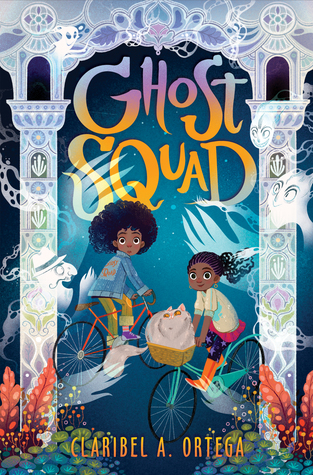 GHOST
SQUAD
CLARIBEL A. ORTEGA